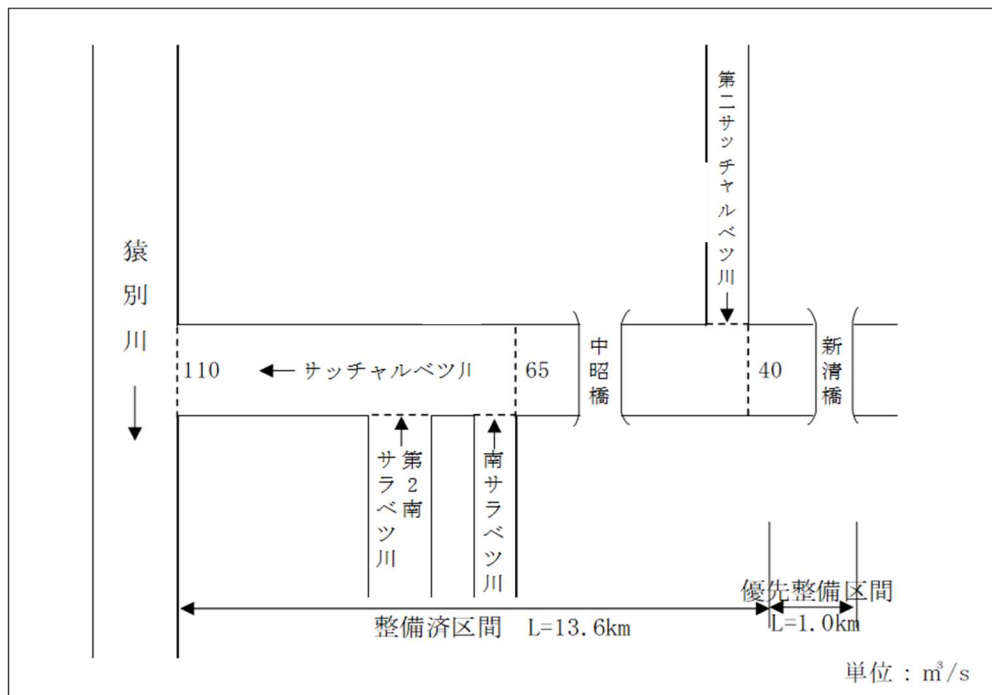 猿別川
110
サッチャルベツ川
65
中昭橋
第二サッチャルベツ川
40
新清橋
第2南
サラベツ川
南サラベツ川
整備済区間 L=13.6km
優先整備区間
L=1.0km
単位：m³/s